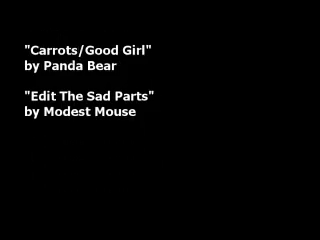 "Carrots/Good Girl"
by Panda Bear
"Edit The Sad Parts"
by Modest Mouse